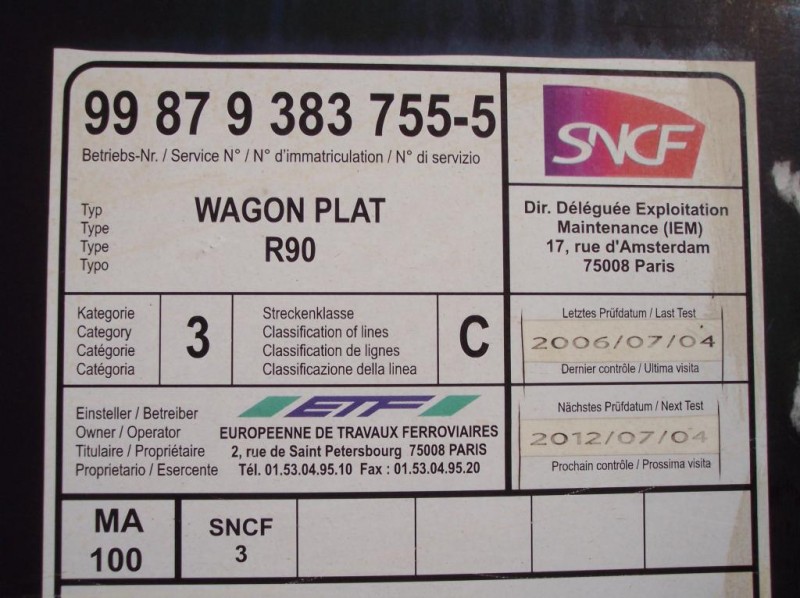 99 87 9 383 755-5
Betriebs-Nr. / Service N° / N° d'immatriculation / N° di servizio
SNCF
Typ
Type
Type
Typo
WAGON PLAT
R90
Dir. Déléguée Exploitation
Maintenance (IEM)
17, rue d'Amsterdam
75008 Paris
Kategorie
Category
Catégorie
Catégoria
3
Streckenklasse
Classification of lines
Classification de lignes
Classificazione della linea
C
Letztes Prüfdatum / Last Test
2006/07/04
Dernier contrôle / Ultima visita
Einsteller / Betreiber
Owner / Operator
Titulaire / Propriétaire
Proprietario / Esercente
ETF
EUROPEENNE DE TRAVAUX FERROVIAIRES
2, rue de Saint Petersbourg 75008 PARIS
Tél. 01.53.04.95.10 Fax : 01.53.04.95.20
Nächstes Prüfdatum / Next Test
2012/07/04
Prochain contrôle / Prossima visita
MA
100
SNCF
3